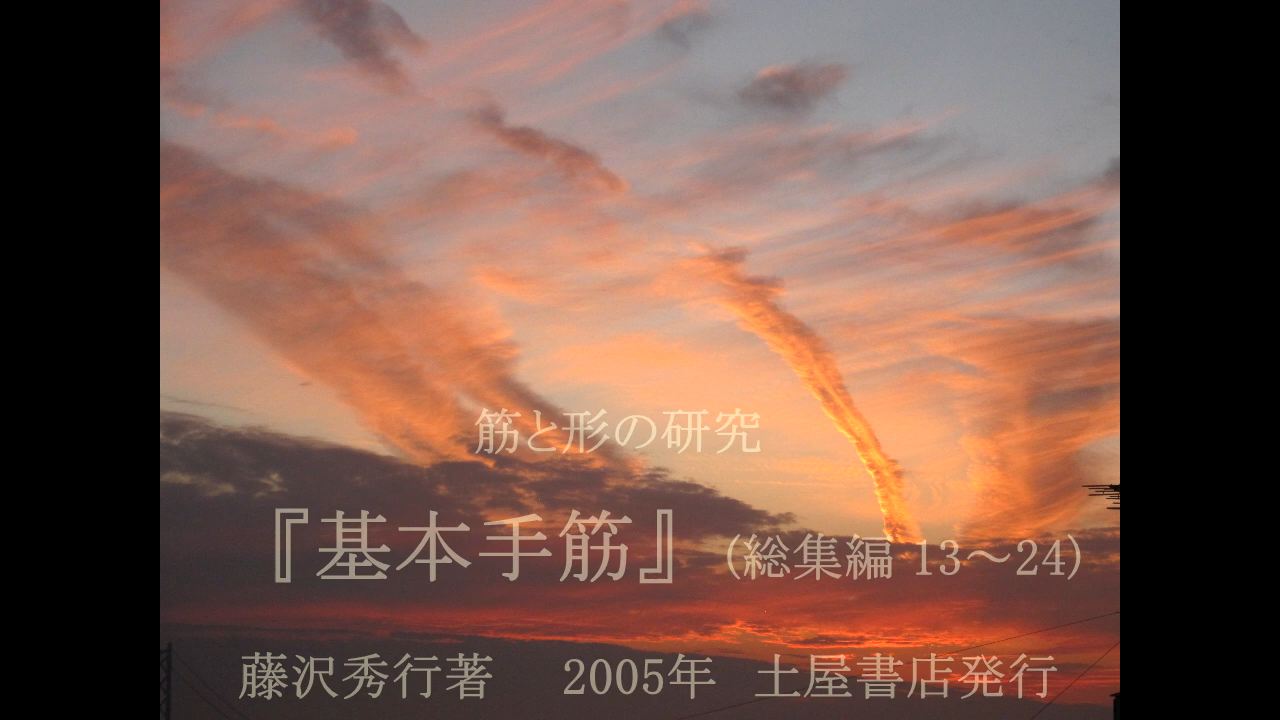 筋と形の研究
『基本手筋』 (総集編 13～24)
藤沢秀行著 2005年 土屋書店発行